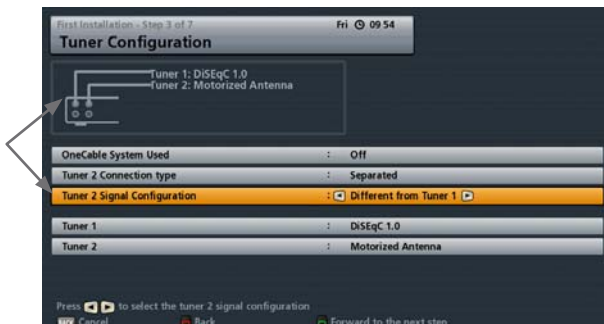 First Installation - Step 3 of 7
Fri 09 54
Tuner Configuration
Tuner 1: DiSEqC 1.0
Tuner 2: Motorized Antenna
OneCable System Used : Off
Tuner 2 Connection type : Separated
Tuner 2 Signal Configuration : Different from Tuner 1
Tuner 1 : DiSEqC 1.0
Tuner 2 : Motorized Antenna
Press to select the tuner 2 signal configuration
Cancel Back Forward to the next step